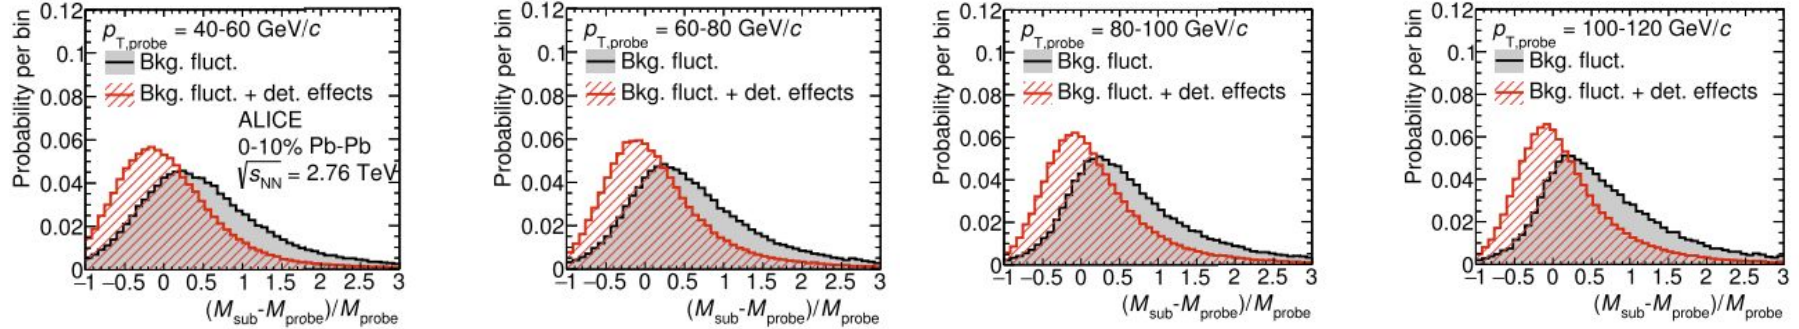 Probability per bin
0.12
0.1
0.08
0.06
0.04
0.02
0
p_T,probe = 40-60 GeV/c
Bkg. fluct.
Bkg. fluct. + det. effects
ALICE
0-10% Pb-Pb
√s_NN = 2.76 TeV
−1 −0.5 0 0.5 1 1.5 2 2.5 3
(M_sub-M_probe)/M_probe
Probability per bin
0.12
0.1
0.08
0.06
0.04
0.02
0
p_T,probe = 60-80 GeV/c
Bkg. fluct.
Bkg. fluct. + det. effects
−1 −0.5 0 0.5 1 1.5 2 2.5 3
(M_sub-M_probe)/M_probe
Probability per bin
0.12
0.1
0.08
0.06
0.04
0.02
0
p_T,probe = 80-100 GeV/c
Bkg. fluct.
Bkg. fluct. + det. effects
−1 −0.5 0 0.5 1 1.5 2 2.5 3
(M_sub-M_probe)/M_probe
Probability per bin
0.12
0.1
0.08
0.06
0.04
0.02
0
p_T,probe = 100-120 GeV/c
Bkg. fluct.
Bkg. fluct. + det. effects
−1 −0.5 0 0.5 1 1.5 2 2.5 3
(M_sub-M_probe)/M_probe